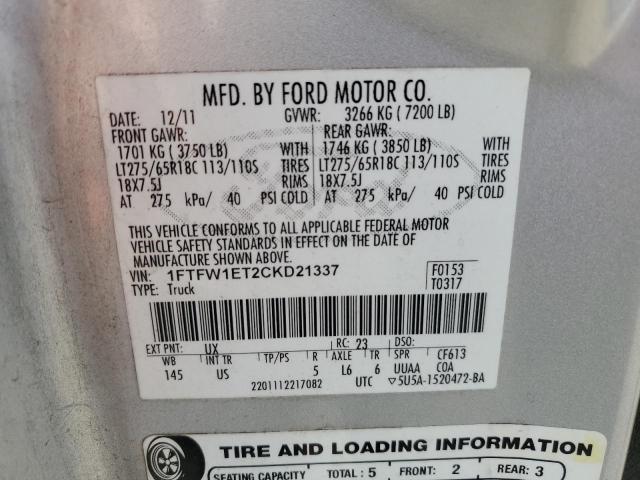 MFD. BY FORD MOTOR CO.
DATE: 12/11 GVWR: 3266 KG ( 7200 LB)
FRONT GAWR: REAR GAWR:
1701 KG ( 3750 LB) WITH 1746 KG ( 3850 LB) WITH
LT275/65R18C 113/110S TIRES LT275/65R18C 113/110S TIRES
18X7.5J RIMS 18X7.5J RIMS
AT 275 kPa/ 40 PSI COLD AT 275 kPa/ 40 PSI COLD
THIS VEHICLE CONFORMS TO ALL APPLICABLE FEDERAL MOTOR
VEHICLE SAFETY STANDARDS IN EFFECT ON THE DATE OF
MANUFACTURE SHOWN ABOVE.
VIN: 1FTFW1ET2CKD21337 F0153
TYPE: Truck T0317
EXT PNT: UX RC: 23 DSO:
WB INT TR TP/PS R AXLE TR SPR CF613
145 US 5 L6 6 UUAA COA
2201112217082 UTC ▽5U5A-1520472-BA
TIRE AND LOADING INFORMATION
SEATING CAPACITY TOTAL : 5 FRONT: 2 REAR: 3